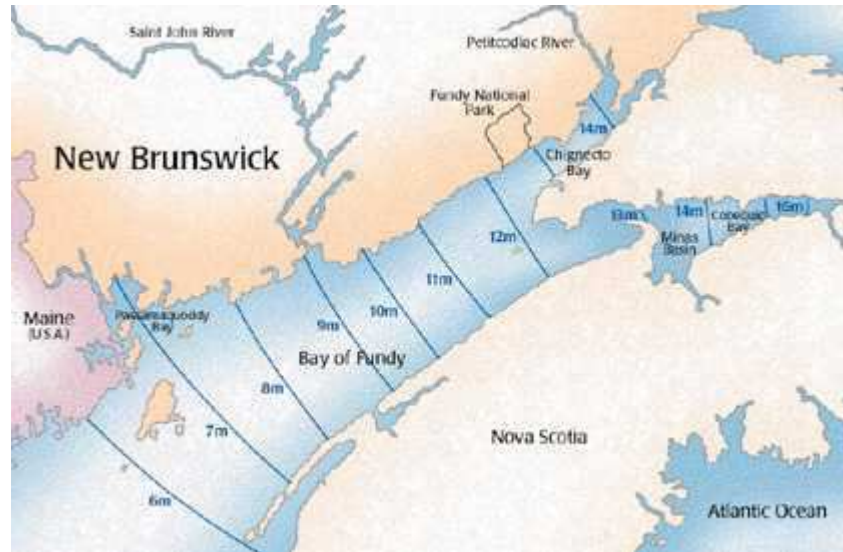 Saint John River
Petitcodiac River
Fundy National
Park
New Brunswick
14m
Chignecto
Bay
13m
14m
Cobequid
Bay
16m
Minas
Basin
12m
11m
Maine
(U.S.A.)
Passamaquoddy
Bay
9m
10m
Bay of Fundy
8m
7m
6m
Nova Scotia
Atlantic Ocean